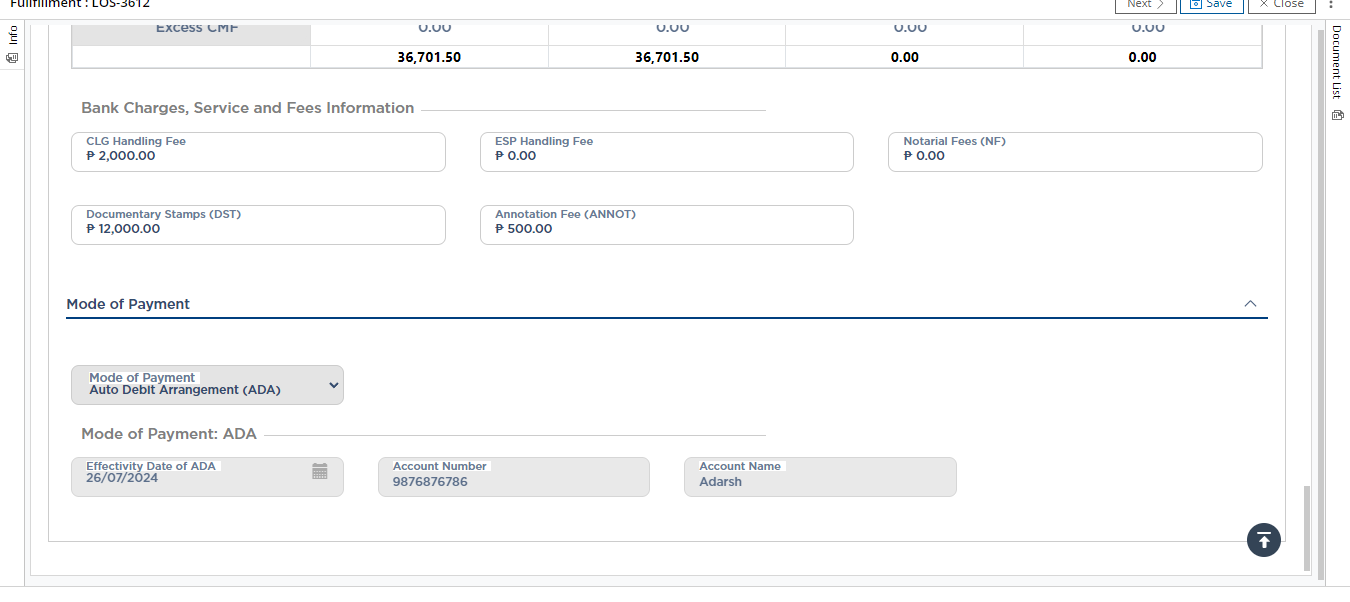 Fullfillment : LOS-3612
Next
Save
Close
Info
Document List
Excess CMF 0.00 0.00 0.00 0.00
36,701.50 36,701.50 0.00 0.00
Bank Charges, Service and Fees Information
CLG Handling Fee
₱ 2,000.00
ESP Handling Fee
₱ 0.00
Notarial Fees (NF)
₱ 0.00
Documentary Stamps (DST)
₱ 12,000.00
Annotation Fee (ANNOT)
₱ 500.00
Mode of Payment
Mode of Payment
Auto Debit Arrangement (ADA)
Mode of Payment: ADA
Effectivity Date of ADA
26/07/2024
Account Number
9876876786
Account Name
Adarsh